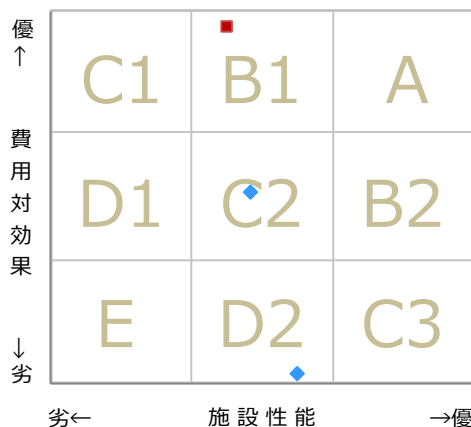 優
↑
費
用
対
効
果
↓
劣
C1 B1 A
D1 C2 B2
E D2 C3
劣← 施設性能 →優